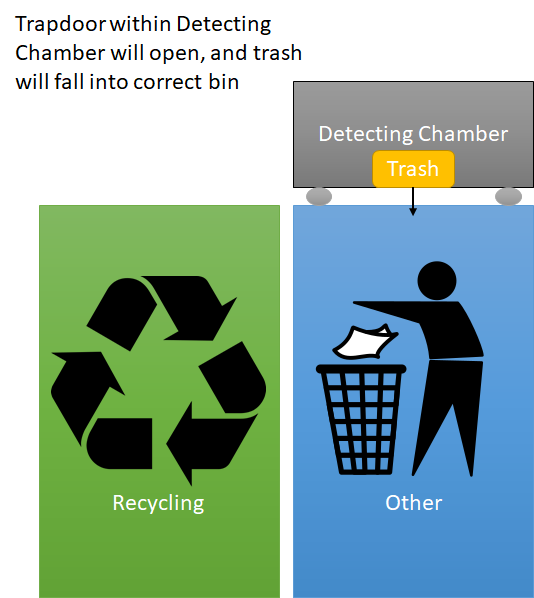 Trapdoor within Detecting
Chamber will open, and trash
will fall into correct bin
Detecting Chamber
Trash
Recycling
Other